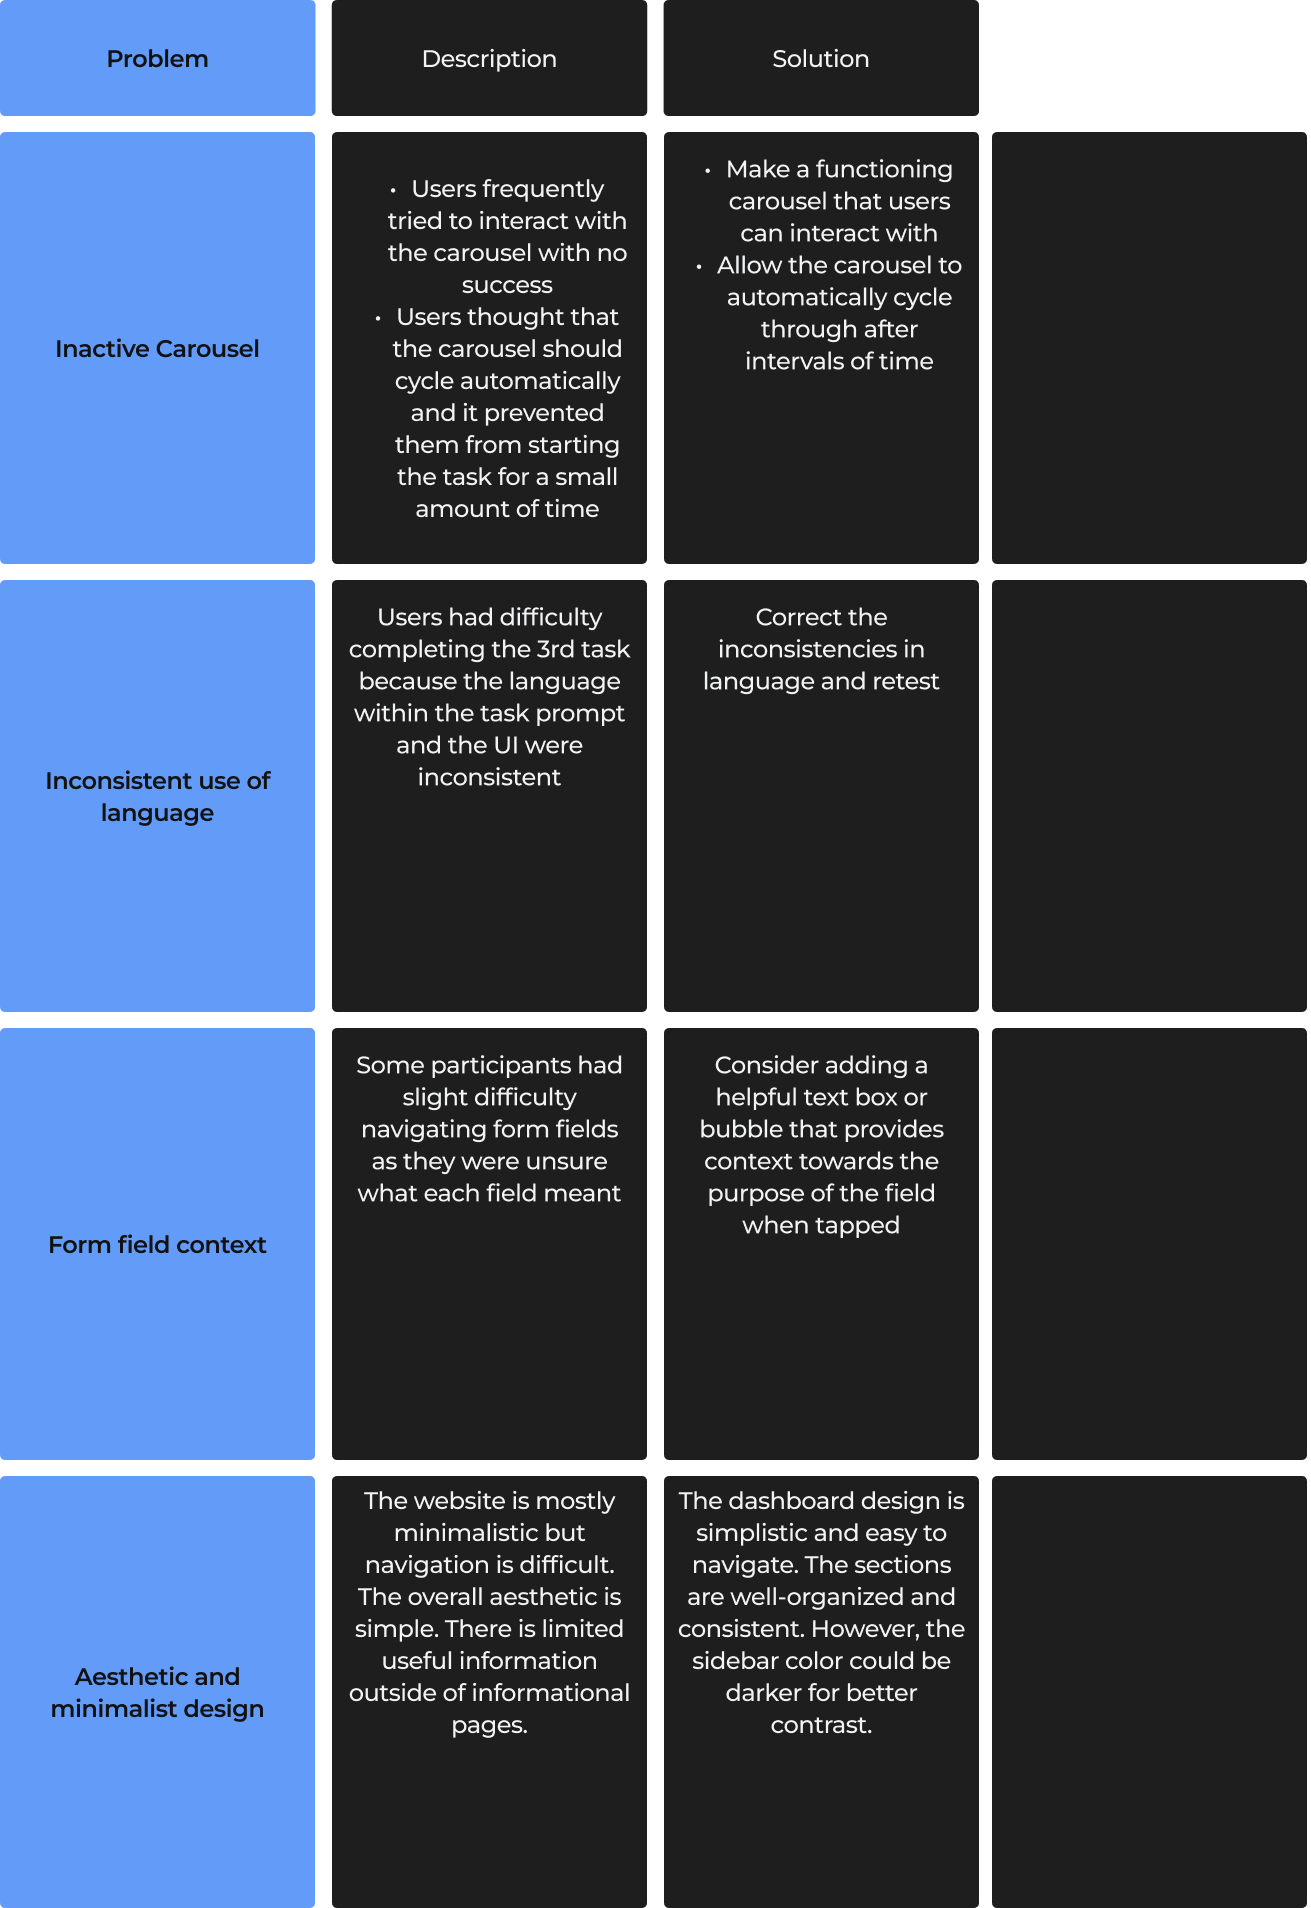 Problem
Description
Solution
Inactive Carousel
• Users frequently
tried to interact with
the carousel with no
success
• Users thought that
the carousel should
cycle automatically
and it prevented
them from starting
the task for a small
amount of time
• Make a functioning
carousel that users
can interact with
• Allow the carousel to
automatically cycle
through after
intervals of time
Inconsistent use of
language
Users had difficulty
completing the 3rd task
because the language
within the task prompt
and the UI were
inconsistent
Correct the
inconsistencies in
language and retest
Form field context
Some participants had
slight difficulty
navigating form fields
as they were unsure
what each field meant
Consider adding a
helpful text box or
bubble that provides
context towards the
purpose of the field
when tapped
Aesthetic and
minimalist design
The website is mostly
minimalistic but
navigation is difficult.
The overall aesthetic is
simple. There is limited
useful information
outside of informational
pages.
The dashboard design is
simplistic and easy to
navigate. The sections
are well-organized and
consistent. However, the
sidebar color could be
darker for better
contrast.